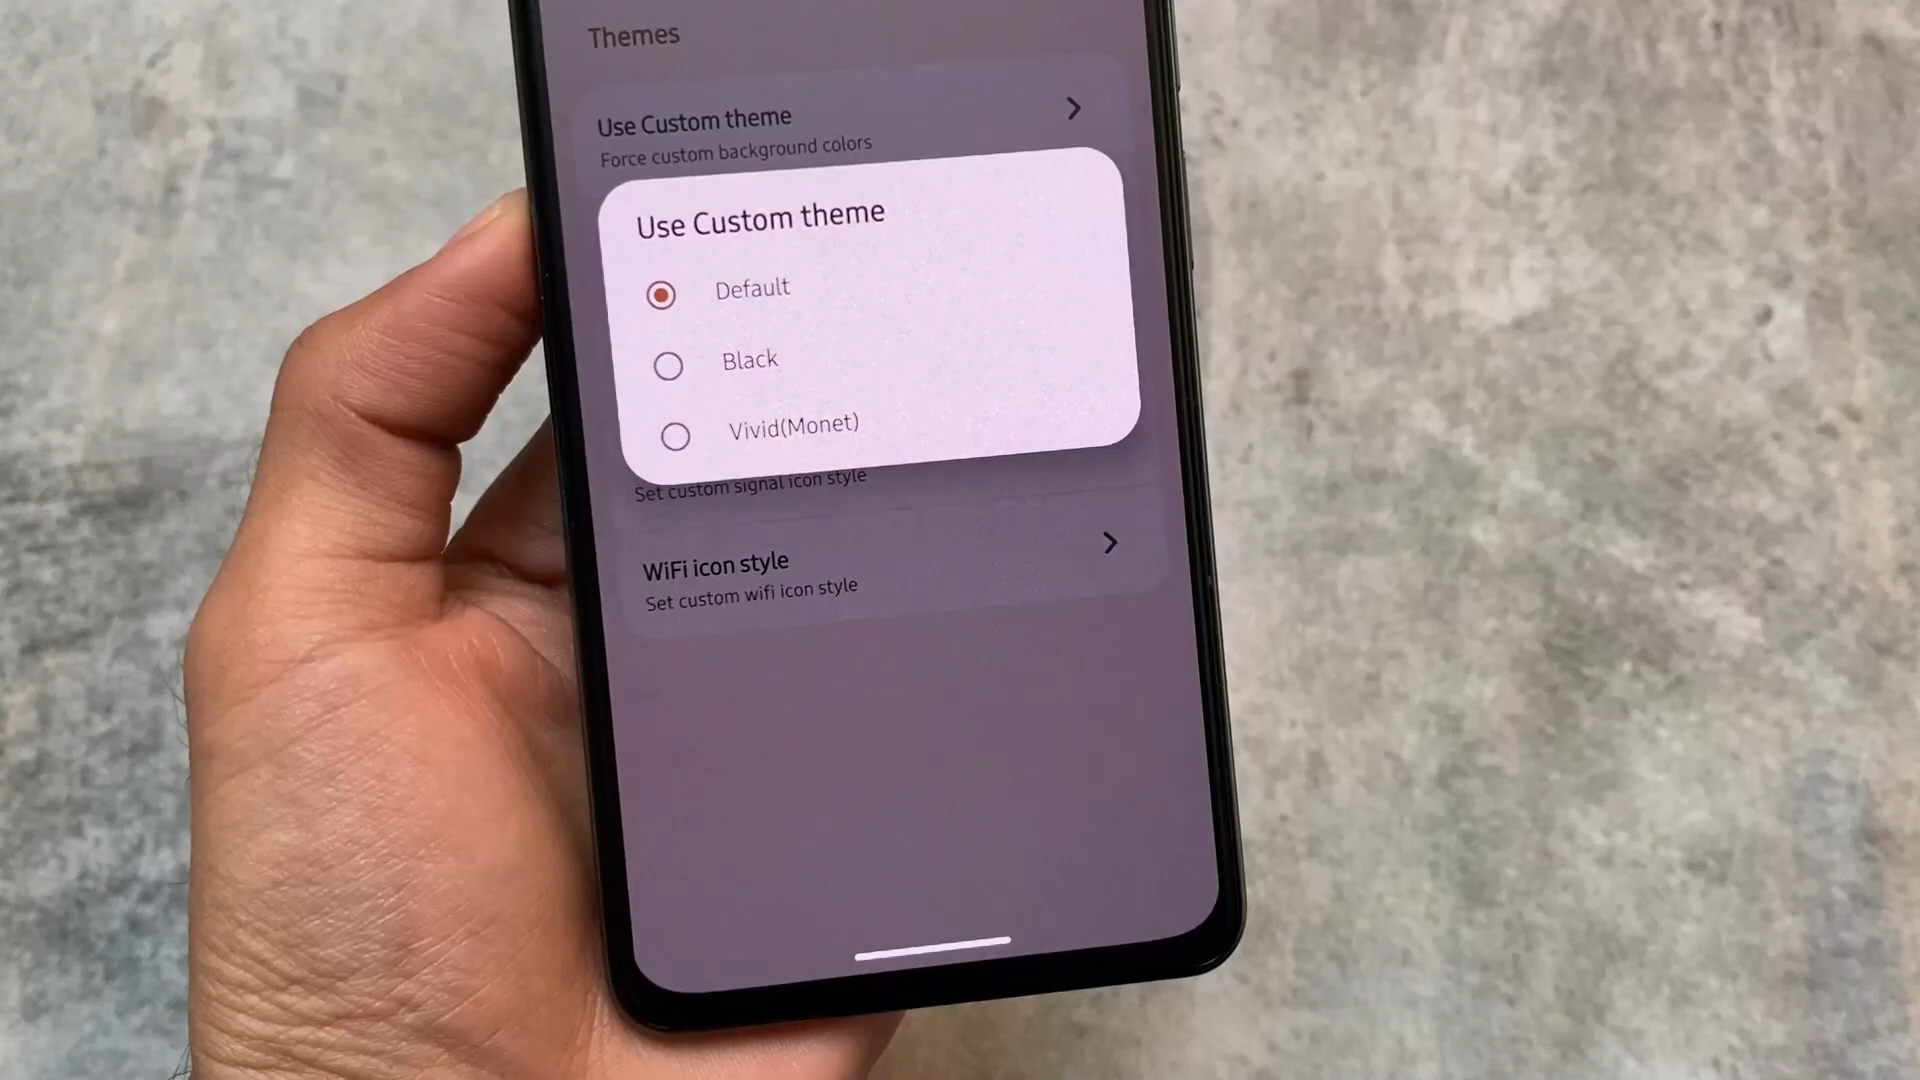 Themes
Use Custom theme
Force custom background colors
Use Custom theme
Default
Black
Vivid(Monet)
Set custom signal icon style
WiFi icon style
Set custom wifi icon style